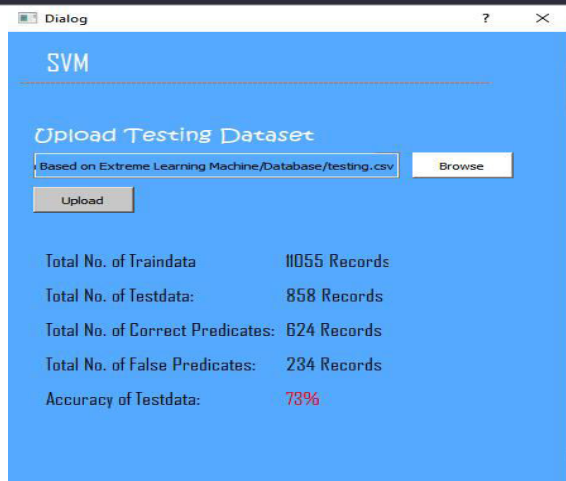 Dialog ? ×
SVM
Upload Testing Dataset
Based on Extreme Learning Machine/Database/testing.csv Browse
Upload
Total No. of Traindata 11055 Records
Total No. of Testdata: 858 Records
Total No. of Correct Predicates: 624 Records
Total No. of False Predicates: 234 Records
Accuracy of Testdata: 73%